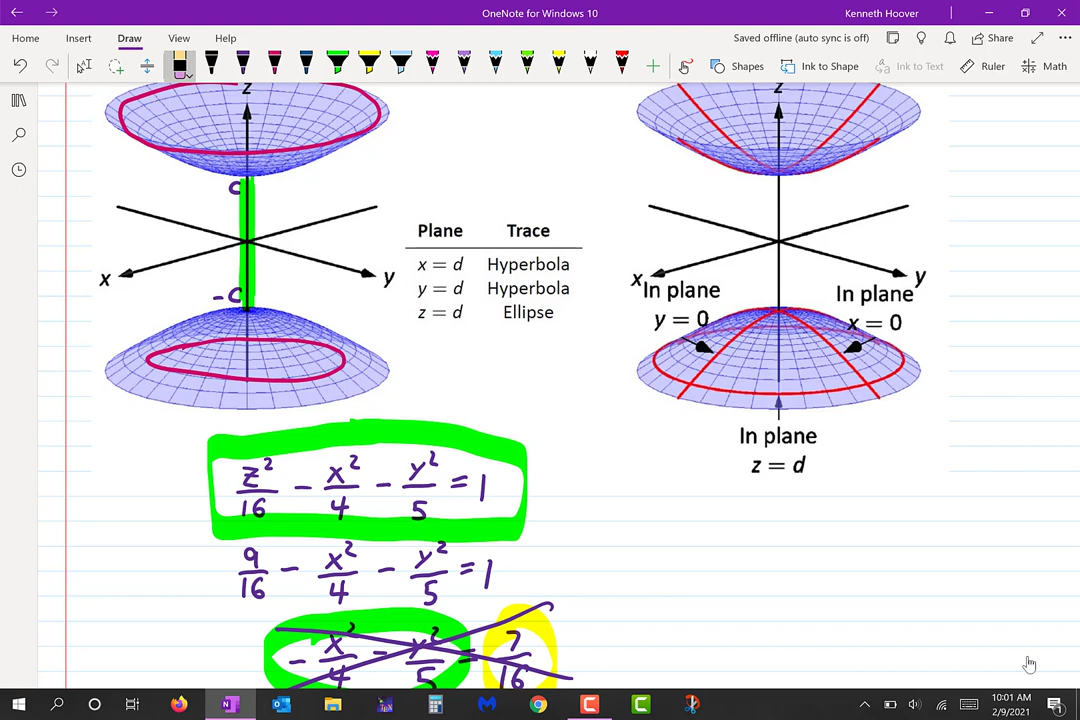 OneNote for Windows 10
Kenneth Hoover
Home Insert Draw View Help
Saved offline (auto sync is off)
Share
Shapes
Ink to Shape
Ink to Text
Ruler
Math
z
c
-c
x
y
Plane Trace
x = d Hyperbola
y = d Hyperbola
z = d Ellipse
z
x
y
In plane
y = 0
In plane
x = 0
In plane
z = d
z²/16 - x²/4 - y²/5 = 1
9/16 - x²/4 - y²/5 = 1
- x²/4 - y²/5 = 7/16
10:01 AM
2/9/2021